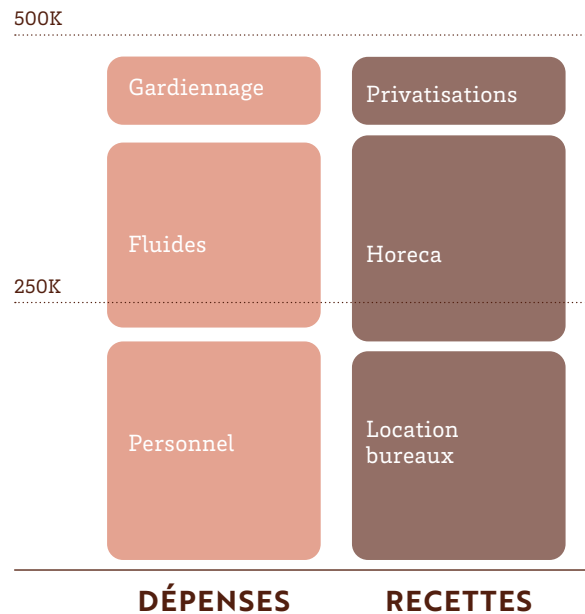 500K
Gardiennage
Privatisations
Fluides
Horeca
250K
Personnel
Location
bureaux
DÉPENSES
RECETTES